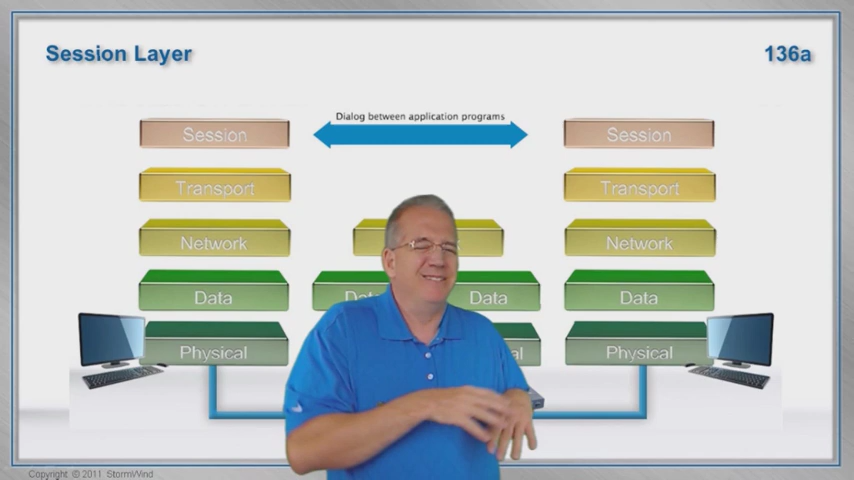 Session Layer 136a
Dialog between application programs
Session Session
Transport Transport
Network Network
Data Data Data
Physical Physical
Copyright © 2011 StormWind